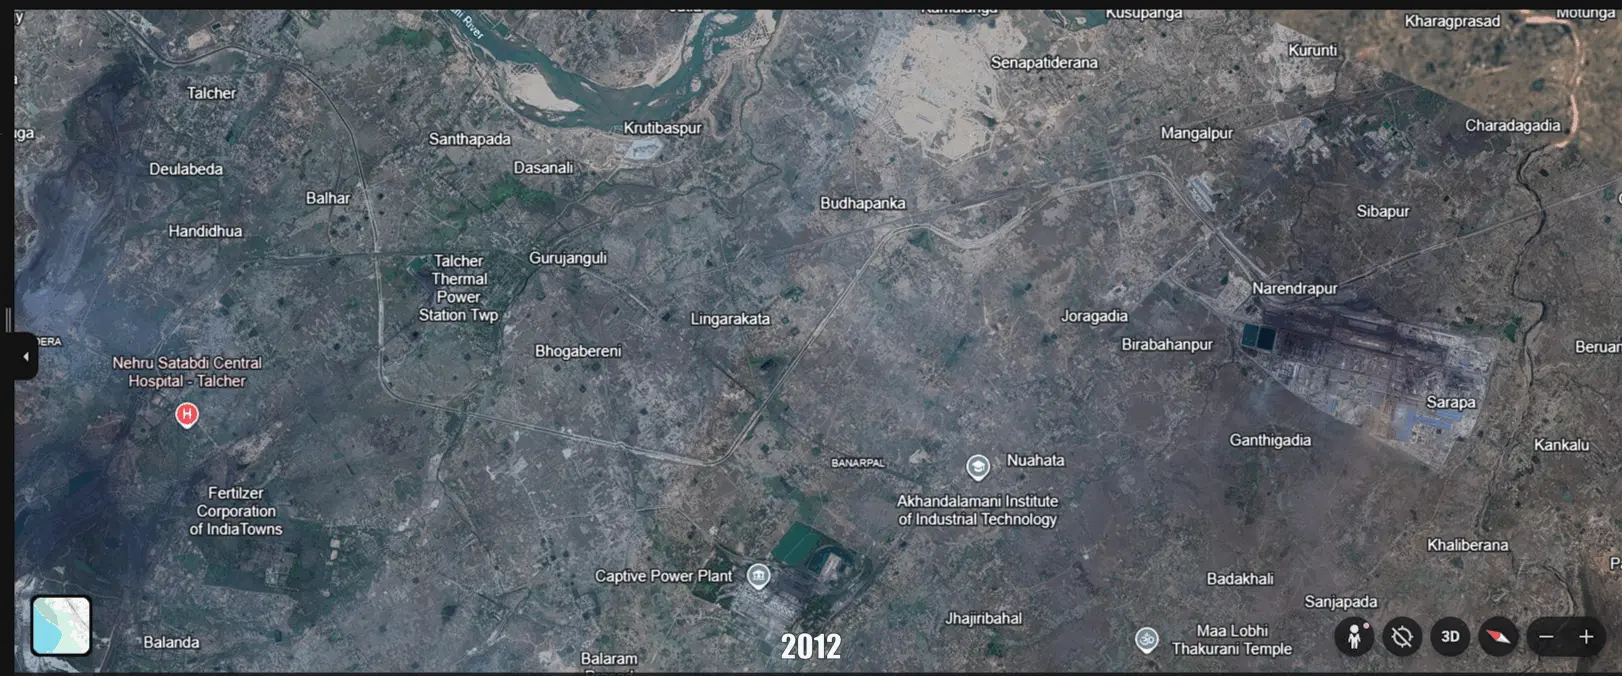 Kharagprasad
Kusupanga
Senapatiderana
Kurunti
Talcher
Santhapada
Krutibaspur
Mangalpur
Charadagadia
Deulabeda
Dasanali
Balhar
Budhapanka
Sibapur
Handidhua
Talcher
Thermal
Power
Station Twp
Gurujanguli
Narendrapur
Lingarakata
Joragadia
Birabahanpur
Bhogabereni
Nehru Satabdi Central
Hospital - Talcher
H
Sarapa
Ganthigadia
Kankalu
BANARPAL
Nuahata
Akhandalamani Institute
of Industrial Technology
Fertilzer
Corporation
of IndiaTowns
Khaliberana
Captive Power Plant
Badakhali
Sanjapada
Jhajiribahal
Maa Lobhi
Thakurani Temple
3D
Balanda
2012
Balaram